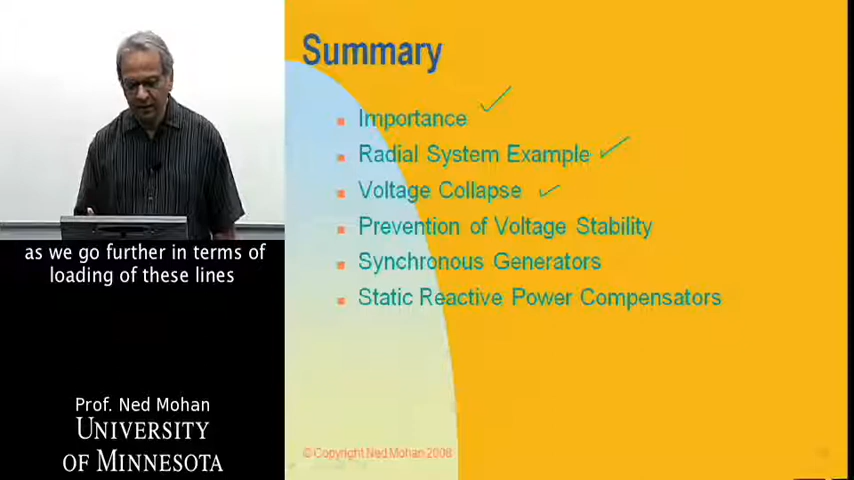 Summary
Importance
Radial System Example
Voltage Collapse
Prevention of Voltage Stability
Synchronous Generators
Static Reactive Power Compensators
as we go further in terms of
loading of these lines
Prof. Ned Mohan
UNIVERSITY
OF MINNESOTA
© Copyright Ned Mohan 2008